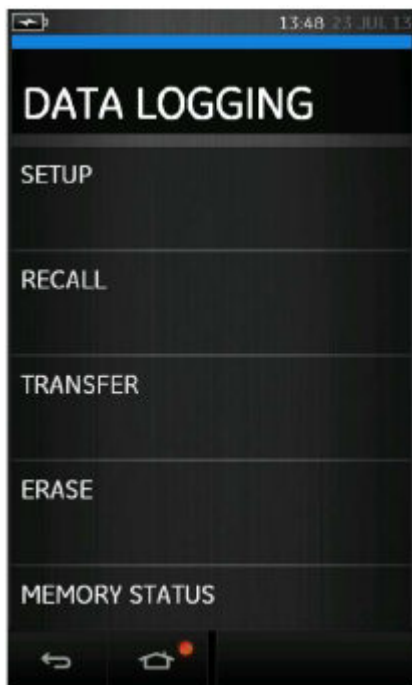 13:48 23 JUL 13
DATA LOGGING
SETUP
RECALL
TRANSFER
ERASE
MEMORY STATUS